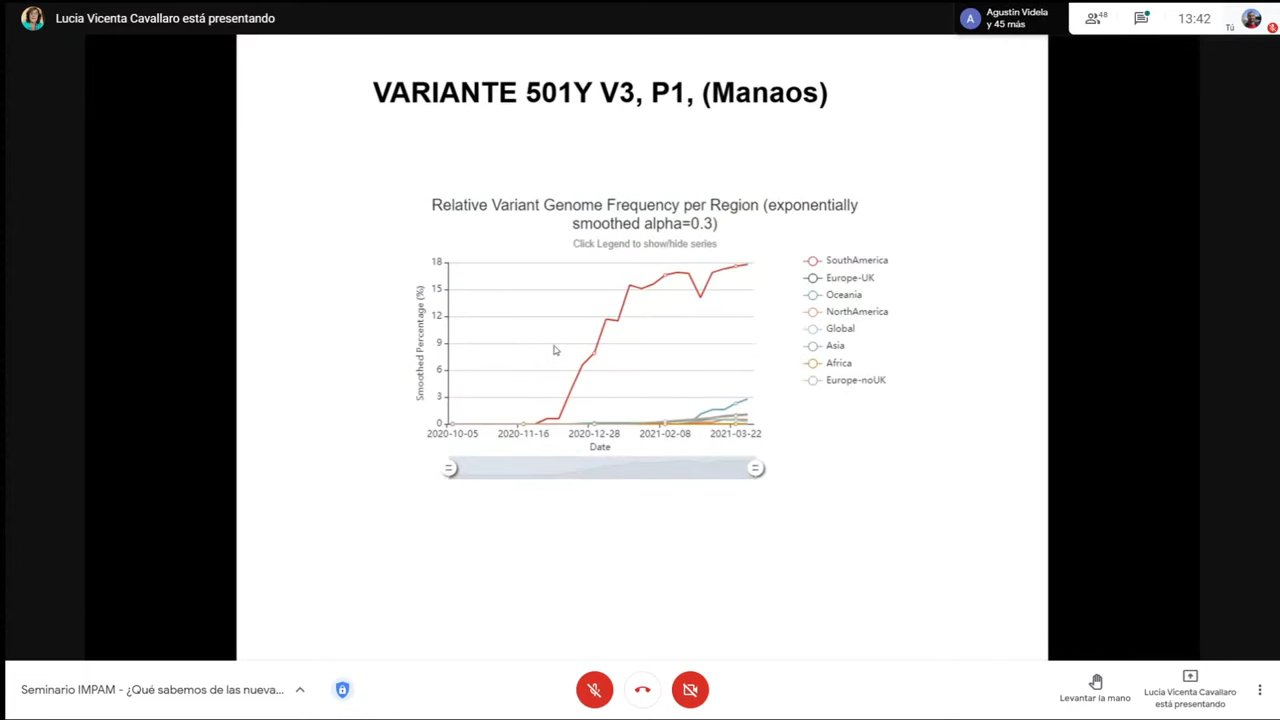 Lucia Vicenta Cavallaro está presentando
A
Agustin Videla
y 45 más
48
13:42
Tú
VARIANTE 501Y V3, P1, (Manaos)
Relative Variant Genome Frequency per Region (exponentially
smoothed alpha=0.3)
Click Legend to show/hide series
Smoothed Percentage (%)
18
15
12
9
6
3
0
2020-10-05
2020-11-16
2020-12-28
2021-02-08
2021-03-22
Date
SouthAmerica
Europe-UK
Oceania
NorthAmerica
Global
Asia
Africa
Europe-noUK
Seminario IMPAM - ¿Qué sabemos de las nueva...
Levantar la mano
Lucia Vicenta Cavallaro
está presentando